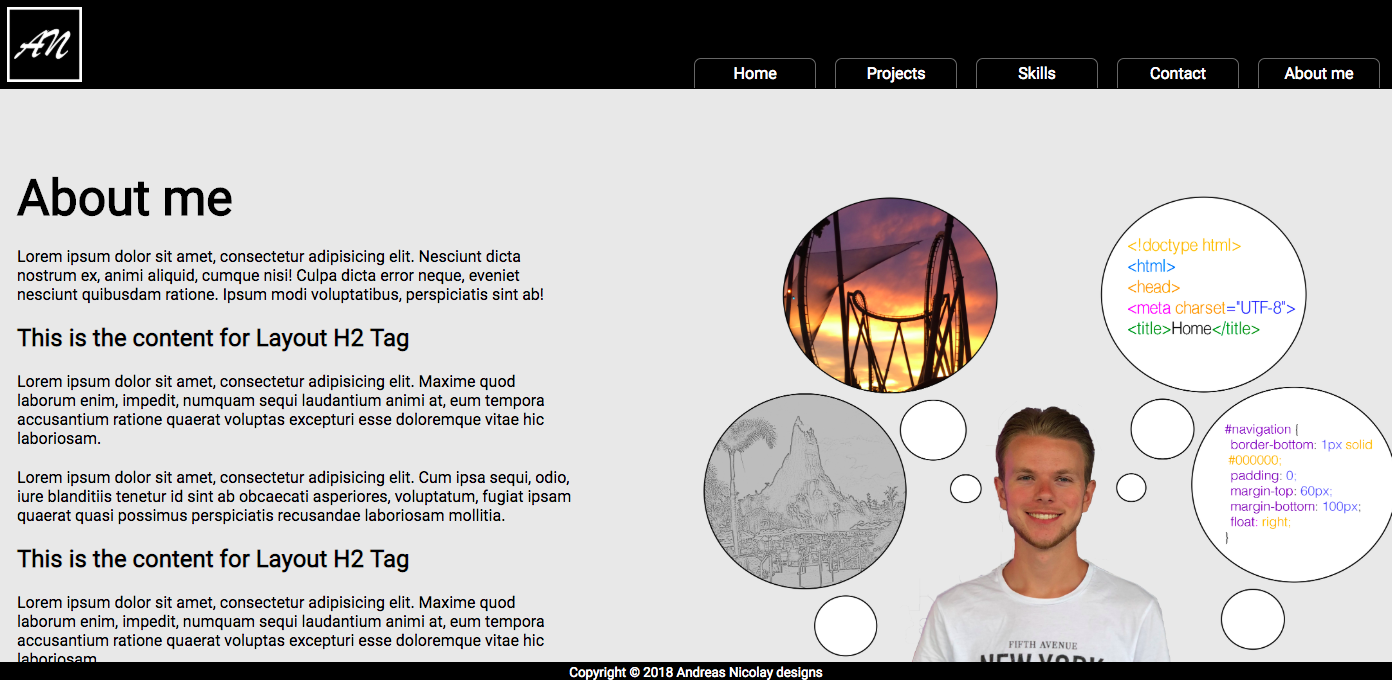 AN
Home Projects Skills Contact About me
About me
Lorem ipsum dolor sit amet, consectetur adipisicing elit. Nesciunt dicta
nostrum ex, animi aliquid, cumque nisi! Culpa dicta error neque, eveniet
nesciunt quibusdam ratione. Ipsum modi voluptatibus, perspiciatis sint ab!
This is the content for Layout H2 Tag
Lorem ipsum dolor sit amet, consectetur adipisicing elit. Maxime quod
laborum enim, impedit, numquam sequi laudantium animi at, eum tempora
accusantium ratione quaerat voluptas excepturi esse doloremque vitae hic
laboriosam.
Lorem ipsum dolor sit amet, consectetur adipisicing elit. Cum ipsa sequi, odio,
iure blanditiis tenetur id sint ab obcaecati asperiores, voluptatum, fugiat ipsam
quaerat quasi possimus perspiciatis recusandae laboriosam mollitia.
This is the content for Layout H2 Tag
Lorem ipsum dolor sit amet, consectetur adipisicing elit. Maxime quod
laborum enim, impedit, numquam sequi laudantium animi at, eum tempora
accusantium ratione quaerat voluptas excepturi esse doloremque vitae hic
laboriosam.
<!doctype html>
<html>
<head>
<meta charset="UTF-8">
<title>Home</title>
#navigation {
border-bottom: 1px solid
#000000;
padding: 0;
margin-top: 60px;
margin-bottom: 100px;
float: right;
}
FIFTH AVENUE
NEW YORK
Copyright © 2018 Andreas Nicolay designs